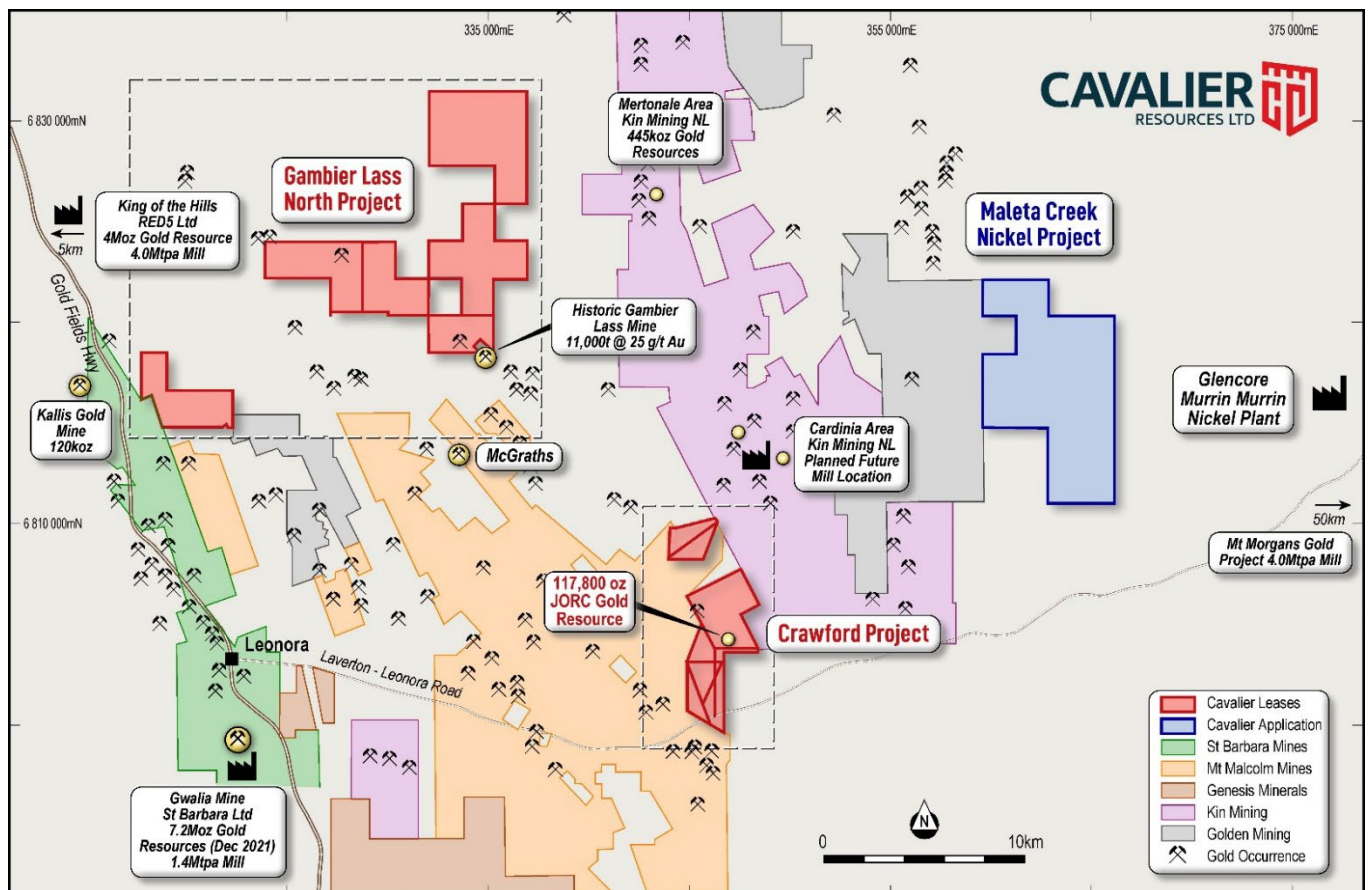 335 000mE
355 000mE
375 000mE
CAVALIER
RESOURCES LTD
6 830 000mN
Mertonale Area
Kin Mining NL
445koz Gold
Resources
Gambier Lass
North Project
King of the Hills
RED5 Ltd
4Moz Gold Resource
4.0Mtpa Mill
5km
Maleta Creek
Nickel Project
Gold Fields Hwy
Historic Gambier
Lass Mine
11,000t @ 25 g/t Au
Glencore
Murrin Murrin
Nickel Plant
Kallis Gold
Mine
120koz
McGraths
Cardinia Area
Kin Mining NL
Planned Future
Mill Location
6 810 000mN
50km
Mt Morgans Gold
Project 4.0Mtpa Mill
117,800 oz
JORC Gold
Resource
Crawford Project
Leonora
Laverton - Leonora Road
Gwalia Mine
St Barbara Ltd
7.2Moz Gold
Resources (Dec 2021)
1.4Mtpa Mill
N
0 10km
Cavalier Leases
Cavalier Application
St Barbara Mines
Mt Malcolm Mines
Genesis Minerals
Kin Mining
Golden Mining
Gold Occurrence